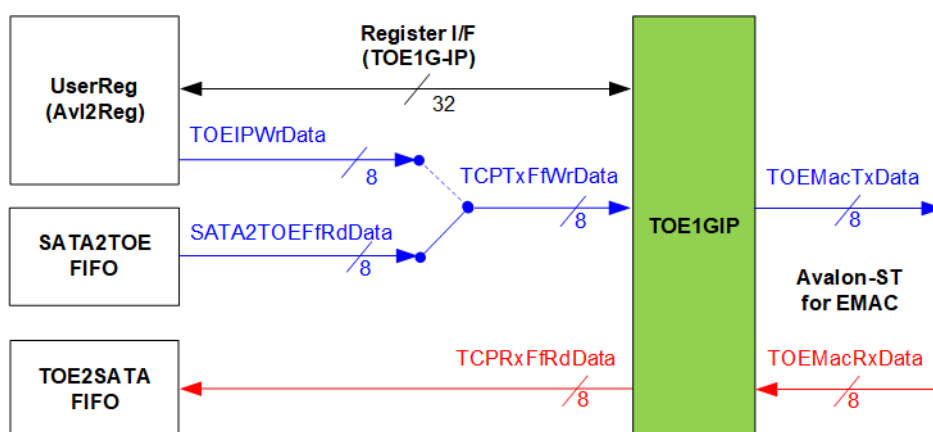 Register I/F
(TOE1G-IP)
32
UserReg
(Avl2Reg)
TOEIPWrData
8
TCPTxFfWrData
8
TOEMacTxData
8
SATA2TOE
FIFO
SATA2TOEFfRdData
8
TOE1GIP
Avalon-ST
for EMAC
TOE2SATA
FIFO
TCPRxFfRdData
8
TOEMacRxData
8